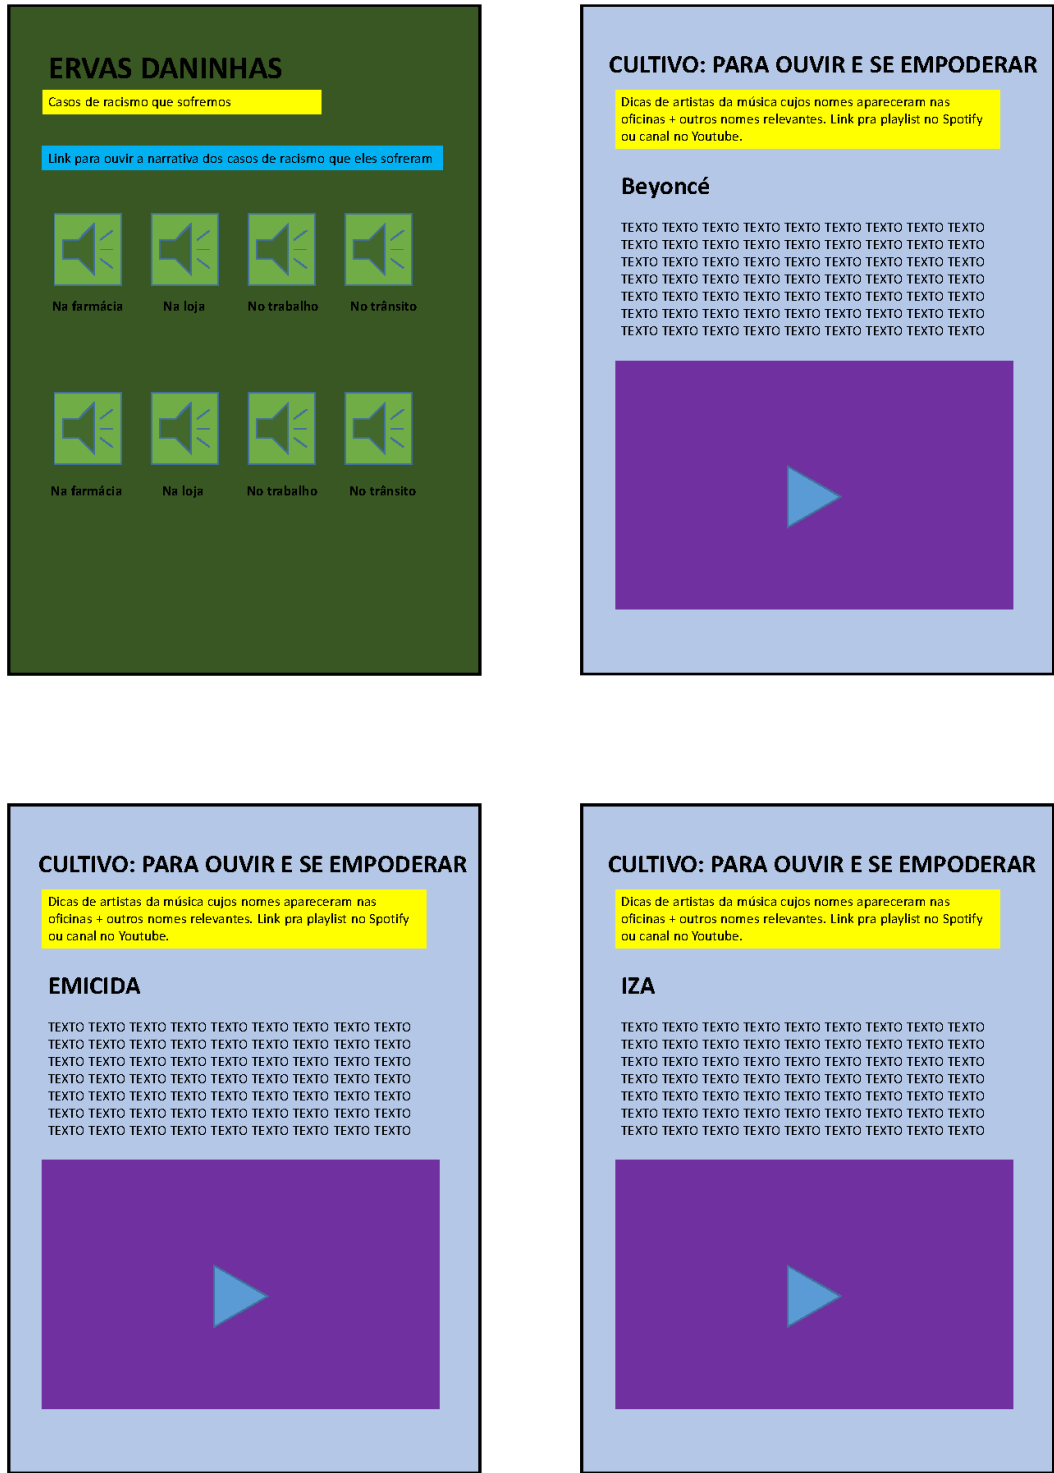 ERVAS DANINHAS
Casos de racismo que sofremos
Link para ouvir a narrativa dos casos de racismo que eles sofreram
Na farmácia Na loja No trabalho No trânsito
Na farmácia Na loja No trabalho No trânsito
CULTIVO: PARA OUVIR E SE EMPODERAR
Dicas de artistas da música cujos nomes apareceram nas
oficinas + outros nomes relevantes. Link pra playlist no Spotify
ou canal no Youtube.
Beyoncé
TEXTO TEXTO TEXTO TEXTO TEXTO TEXTO TEXTO TEXTO TEXTO
TEXTO TEXTO TEXTO TEXTO TEXTO TEXTO TEXTO TEXTO TEXTO
TEXTO TEXTO TEXTO TEXTO TEXTO TEXTO TEXTO TEXTO TEXTO
TEXTO TEXTO TEXTO TEXTO TEXTO TEXTO TEXTO TEXTO TEXTO
TEXTO TEXTO TEXTO TEXTO TEXTO TEXTO TEXTO TEXTO TEXTO
TEXTO TEXTO TEXTO TEXTO TEXTO TEXTO TEXTO TEXTO TEXTO
TEXTO TEXTO TEXTO TEXTO TEXTO TEXTO TEXTO TEXTO TEXTO
CULTIVO: PARA OUVIR E SE EMPODERAR
Dicas de artistas da música cujos nomes apareceram nas
oficinas + outros nomes relevantes. Link pra playlist no Spotify
ou canal no Youtube.
EMICIDA
TEXTO TEXTO TEXTO TEXTO TEXTO TEXTO TEXTO TEXTO TEXTO
TEXTO TEXTO TEXTO TEXTO TEXTO TEXTO TEXTO TEXTO TEXTO
TEXTO TEXTO TEXTO TEXTO TEXTO TEXTO TEXTO TEXTO TEXTO
TEXTO TEXTO TEXTO TEXTO TEXTO TEXTO TEXTO TEXTO TEXTO
TEXTO TEXTO TEXTO TEXTO TEXTO TEXTO TEXTO TEXTO TEXTO
TEXTO TEXTO TEXTO TEXTO TEXTO TEXTO TEXTO TEXTO TEXTO
TEXTO TEXTO TEXTO TEXTO TEXTO TEXTO TEXTO TEXTO TEXTO
CULTIVO: PARA OUVIR E SE EMPODERAR
Dicas de artistas da música cujos nomes apareceram nas
oficinas + outros nomes relevantes. Link pra playlist no Spotify
ou canal no Youtube.
IZA
TEXTO TEXTO TEXTO TEXTO TEXTO TEXTO TEXTO TEXTO TEXTO
TEXTO TEXTO TEXTO TEXTO TEXTO TEXTO TEXTO TEXTO TEXTO
TEXTO TEXTO TEXTO TEXTO TEXTO TEXTO TEXTO TEXTO TEXTO
TEXTO TEXTO TEXTO TEXTO TEXTO TEXTO TEXTO TEXTO TEXTO
TEXTO TEXTO TEXTO TEXTO TEXTO TEXTO TEXTO TEXTO TEXTO
TEXTO TEXTO TEXTO TEXTO TEXTO TEXTO TEXTO TEXTO TEXTO
TEXTO TEXTO TEXTO TEXTO TEXTO TEXTO TEXTO TEXTO TEXTO